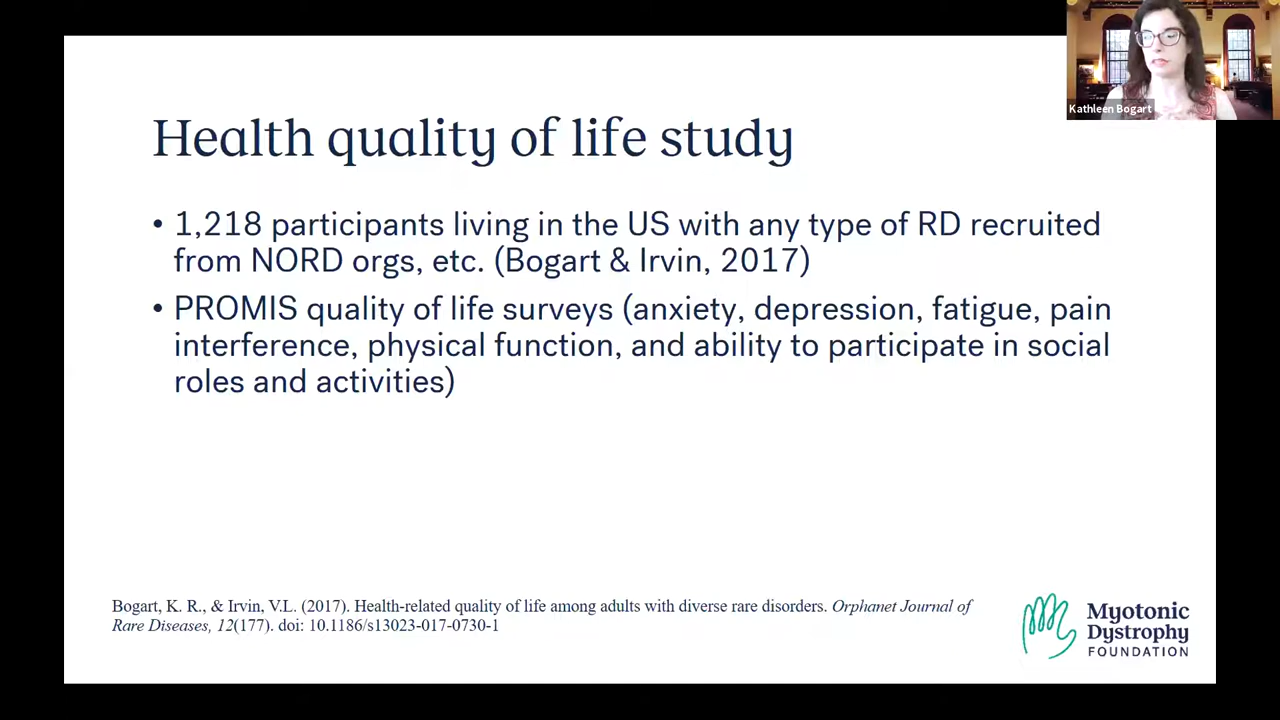 Kathleen Bogart
Health quality of life study
• 1,218 participants living in the US with any type of RD recruited
from NORD orgs, etc. (Bogart & Irvin, 2017)
• PROMIS quality of life surveys (anxiety, depression, fatigue, pain
interference, physical function, and ability to participate in social
roles and activities)
Bogart, K. R., & Irvin, V.L. (2017). Health-related quality of life among adults with diverse rare disorders. Orphanet Journal of
Rare Diseases, 12(177). doi: 10.1186/s13023-017-0730-1
Myotonic
Dystrophy
FOUNDATION